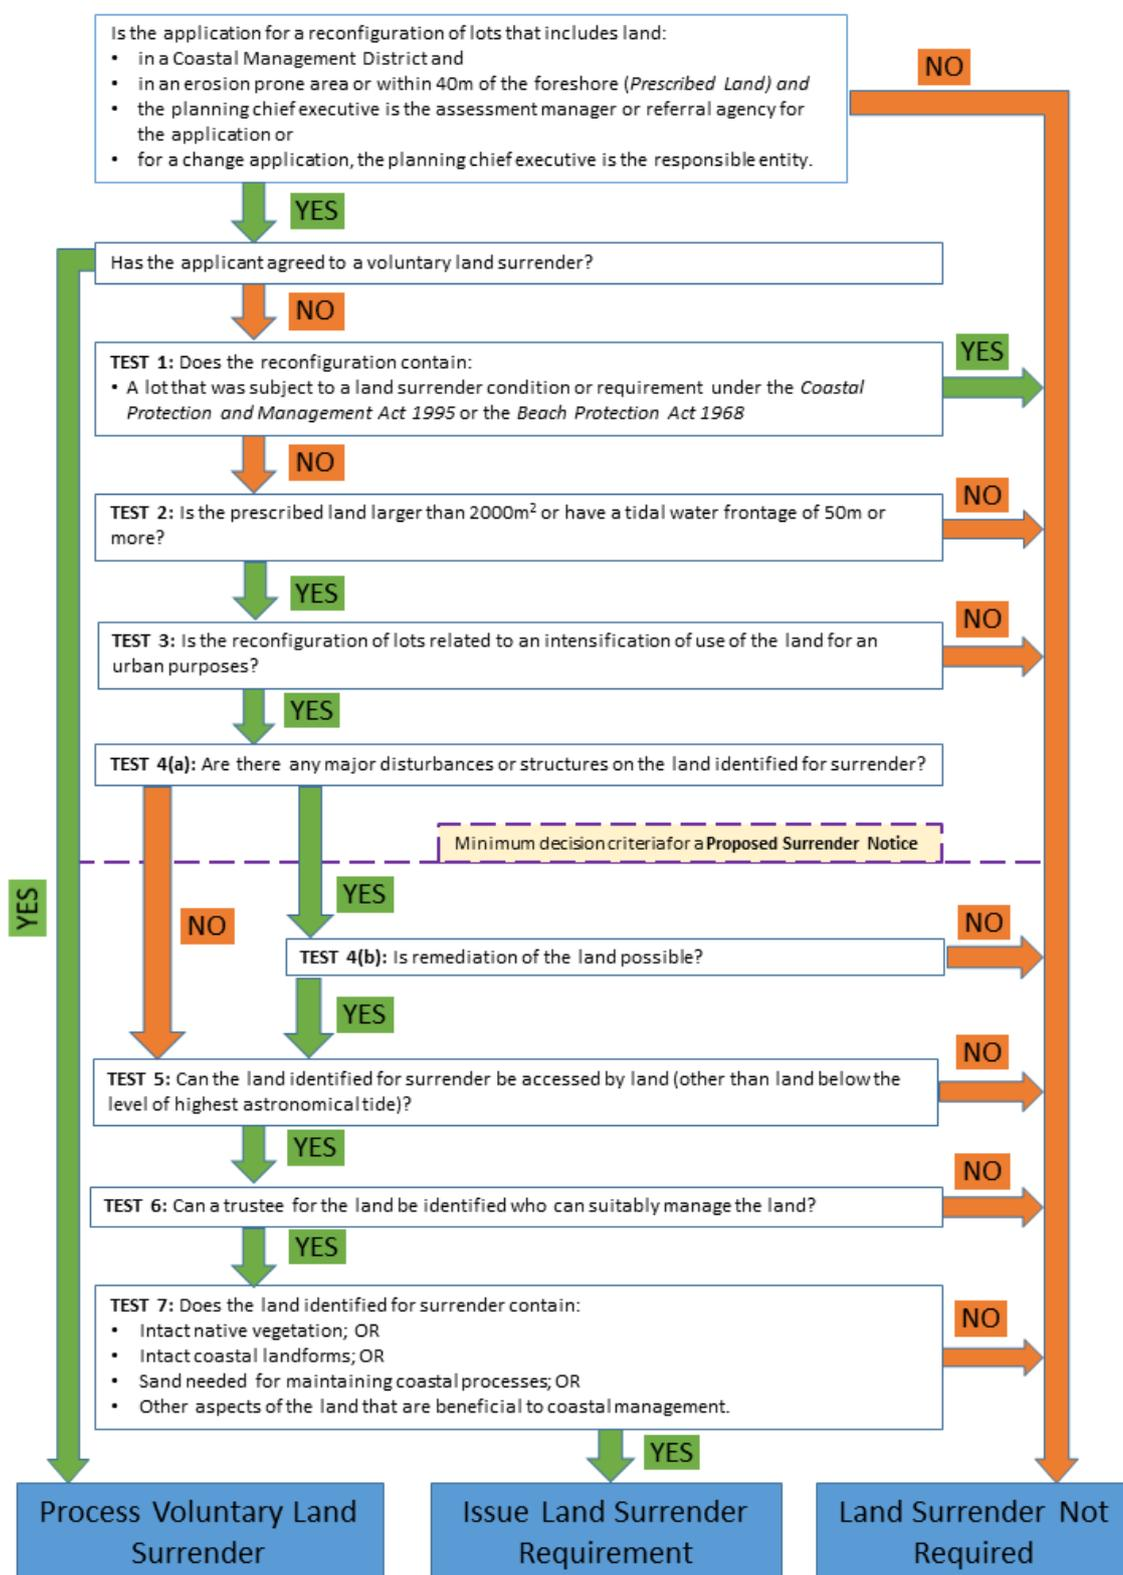 Is the application for a reconfiguration of lots that includes land:
• in a Coastal Management District and
• in an erosion prone area or within 40m of the foreshore (Prescribed Land) and
• the planning chief executive is the assessment manager or referral agency for
the application or
• for a change application, the planning chief executive is the responsible entity.
NO
YES
Has the applicant agreed to a voluntary land surrender?
NO
TEST 1: Does the reconfiguration contain:
• A lot that was subject to a land surrender condition or requirement under the Coastal
Protection and Management Act 1995 or the Beach Protection Act 1968
YES
NO
TEST 2: Is the prescribed land larger than 2000m² or have a tidal water frontage of 50m or
more?
NO
YES
TEST 3: Is the reconfiguration of lots related to an intensification of use of the land for an
urban purposes?
NO
YES
TEST 4(a): Are there any major disturbances or structures on the land identified for surrender?
Minimum decision criteria for a Proposed Surrender Notice
YES
NO
YES
TEST 4(b): Is remediation of the land possible?
NO
YES
TEST 5: Can the land identified for surrender be accessed by land (other than land below the
level of highest astronomical tide)?
NO
YES
TEST 6: Can a trustee for the land be identified who can suitably manage the land?
NO
YES
TEST 7: Does the land identified for surrender contain:
• Intact native vegetation; OR
• Intact coastal landforms; OR
• Sand needed for maintaining coastal processes; OR
• Other aspects of the land that are beneficial to coastal management.
NO
YES
Process Voluntary Land
Surrender
Issue Land Surrender
Requirement
Land Surrender Not
Required